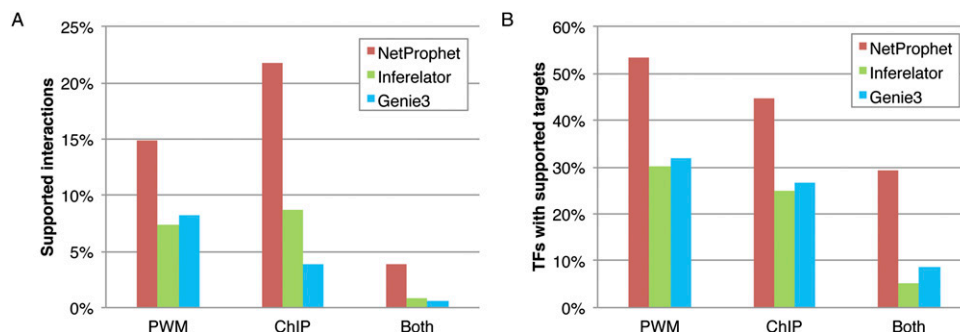 A
Supported interactions
25%
20%
15%
10%
5%
0%
NetProphet
Inferelator
Genie3
PWM ChIP Both
B
TFs with supported targets
60%
50%
40%
30%
20%
10%
0%
NetProphet
Inferelator
Genie3
PWM ChIP Both